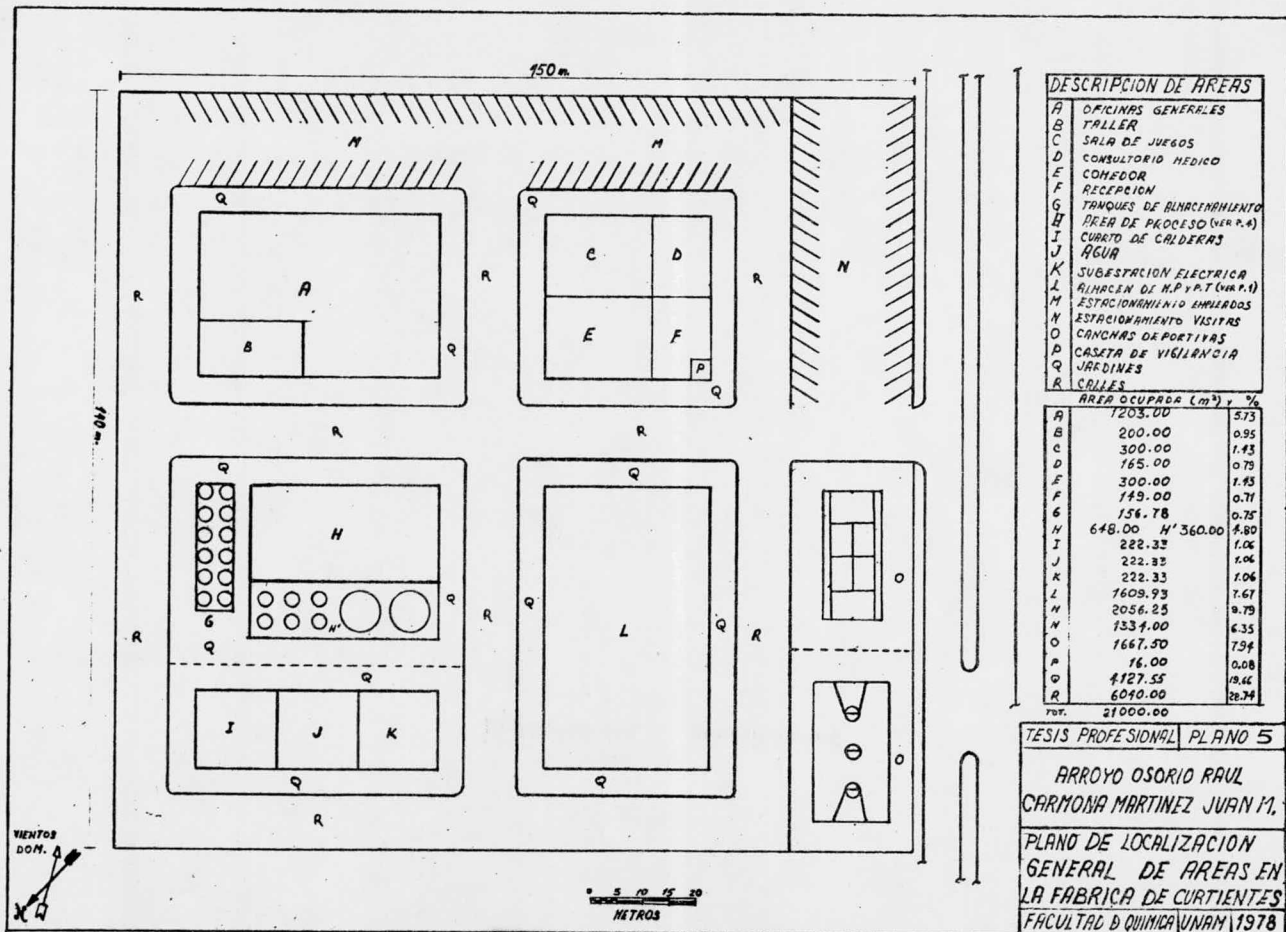 150 m.
140 m.
M
M
Q
Q
A
B
Q
R
R
C
D
E
F
P
Q
R
N
R
R
Q
Q
H
H'
G
Q
Q
Q
I
J
K
Q
R
R
R
Q
Q
L
Q
Q
R
O
O
VIENTOS
DOM.
0 5 10 15 20
METROS
DESCRIPCION DE AREAS
A OFICINAS GENERALES
B TALLER
C SALA DE JUEGOS
D CONSULTORIO MEDICO
E COMEDOR
F RECEPCION
G TANQUES DE ALMACENAMIENTO
H AREA DE PROCESO (VER P.4)
I CUARTO DE CALDERAS
J AGUA
K SUBESTACION ELECTRICA
L ALMACEN DE M.P Y P.T (VER P.1)
M ESTACIONAMIENTO EMPLEADOS
N ESTACIONAMIENTO VISITAS
O CANCHAS DEPORTIVAS
P CASETA DE VIGILANCIA
Q JARDINES
R CALLES
AREA OCUPADA (m²) y %
A 1203.00 5.73
B 200.00 0.95
C 300.00 1.43
D 165.00 0.79
E 300.00 1.43
F 149.00 0.71
G 156.78 0.75
H 648.00 H' 360.00 4.80
I 222.33 1.06
J 222.33 1.06
K 222.33 1.06
L 1609.93 7.67
M 2056.25 9.79
N 1334.00 6.35
O 1667.50 7.94
P 16.00 0.08
Q 4127.55 19.66
R 6040.00 28.74
TOT. 21000.00
TESIS PROFESIONAL PLANO 5
ARROYO OSORIO RAUL
CARMONA MARTINEZ JUAN M.
PLANO DE LOCALIZACION
GENERAL DE AREAS EN
LA FABRICA DE CURTIENTES
FACULTAD D QUIMICA UNAM 1978